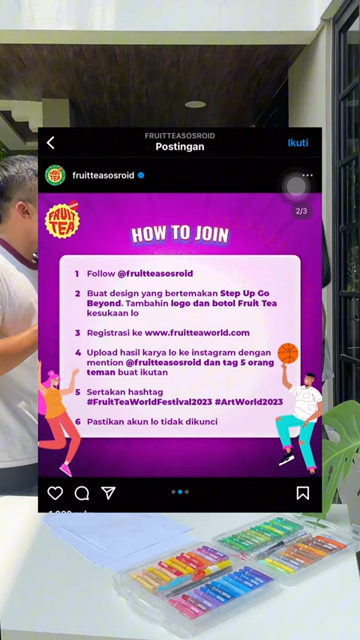 FRUITTEASOSROID
Postingan
Ikuti
fruitteasosroid
2/3
FRUIT
TEA
HOW TO JOIN
1 Follow @fruitteasosroid
2 Buat design yang bertemakan Step Up Go
Beyond. Tambahin logo dan botol Fruit Tea
kesukaan lo
3 Registrasi ke www.fruitteaworld.com
4 Upload hasil karya lo ke instagram dengan
mention @fruitteasosroid dan tag 5 orang
teman buat ikutan
5 Sertakan hashtag
#FruitTeaWorldFestival2023 #ArtWorld2023
6 Pastikan akun lo tidak dikunci